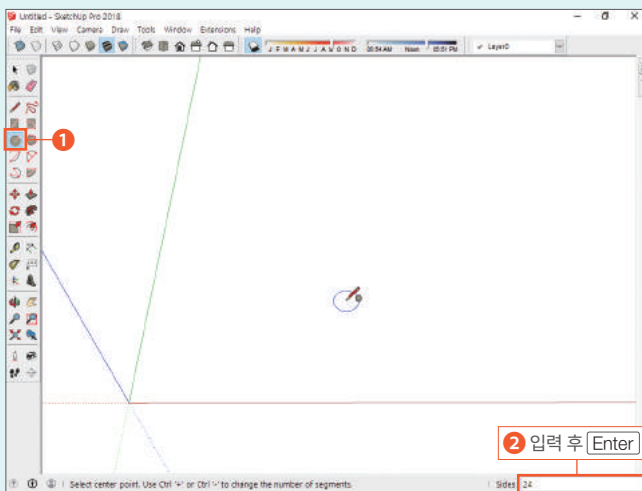 Untitled - SketchUp Pro 2018
File Edit View Camera Draw Tools Window Extensions Help
J F M A M J J A S O N D 06:54 AM Noon 05:51 PM ✓ Layer0
1
2 입력 후 Enter
Select center point. Use Ctrl '+' or Ctrl '-' to change the number of segments. Sides 24